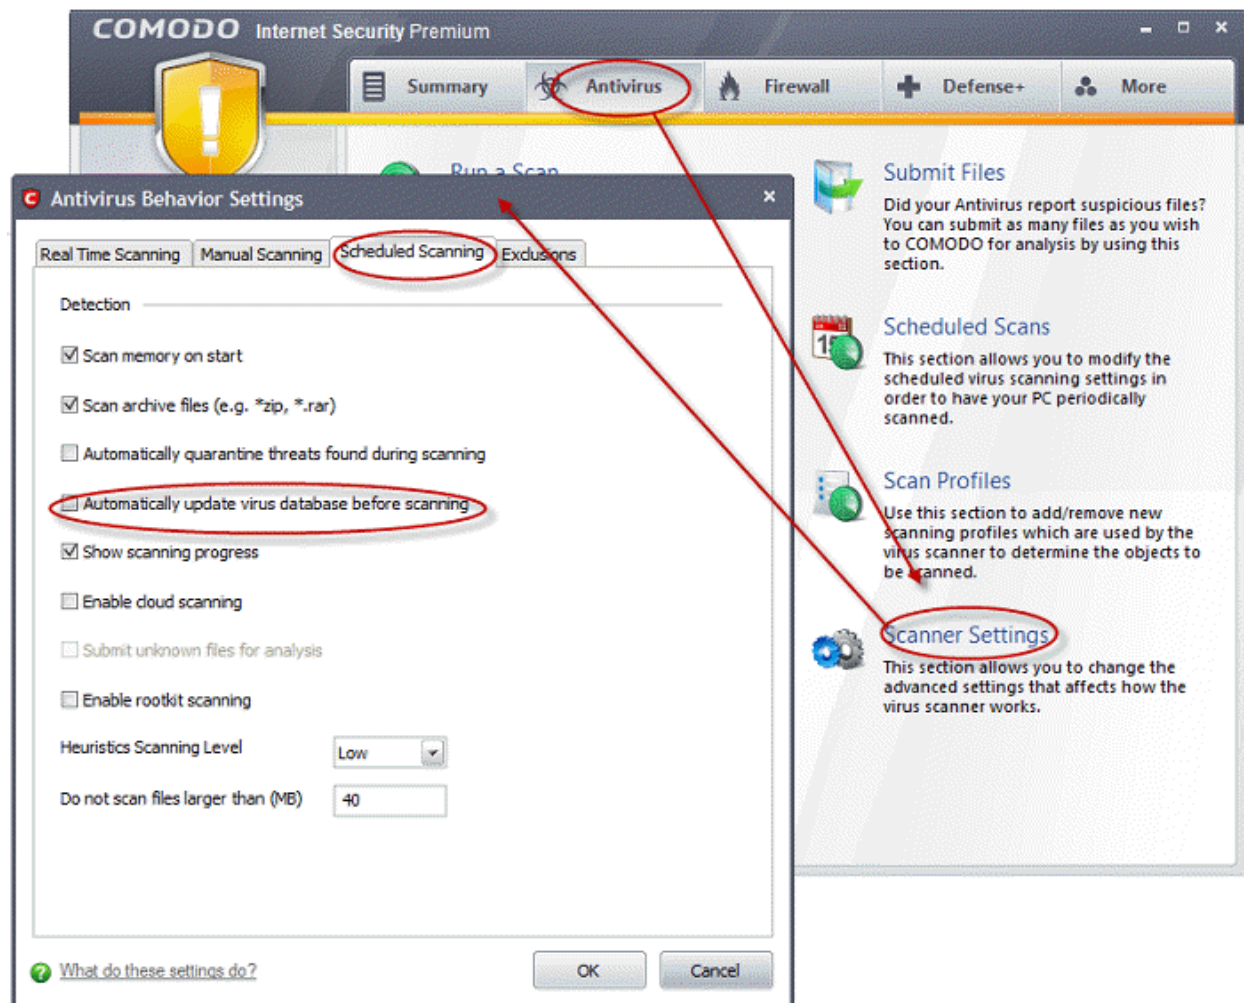 COMODO Internet Security Premium
Summary
Antivirus
Firewall
Defense+
More
Run a Scan
Submit Files
Did your Antivirus report suspicious files?
You can submit as many files as you wish
to COMODO for analysis by using this
section.
Scheduled Scans
This section allows you to modify the
scheduled virus scanning settings in
order to have your PC periodically
scanned.
Scan Profiles
Use this section to add/remove new
scanning profiles which are used by the
virus scanner to determine the objects to
be scanned.
Scanner Settings
This section allows you to change the
advanced settings that affects how the
virus scanner works.
Antivirus Behavior Settings
Real Time Scanning
Manual Scanning
Scheduled Scanning
Exclusions
Detection
Scan memory on start
Scan archive files (e.g. *zip, *.rar)
Automatically quarantine threats found during scanning
Automatically update virus database before scanning
Show scanning progress
Enable cloud scanning
Submit unknown files for analysis
Enable rootkit scanning
Heuristics Scanning Level
Low
Do not scan files larger than (MB)
40
What do these settings do?
OK
Cancel